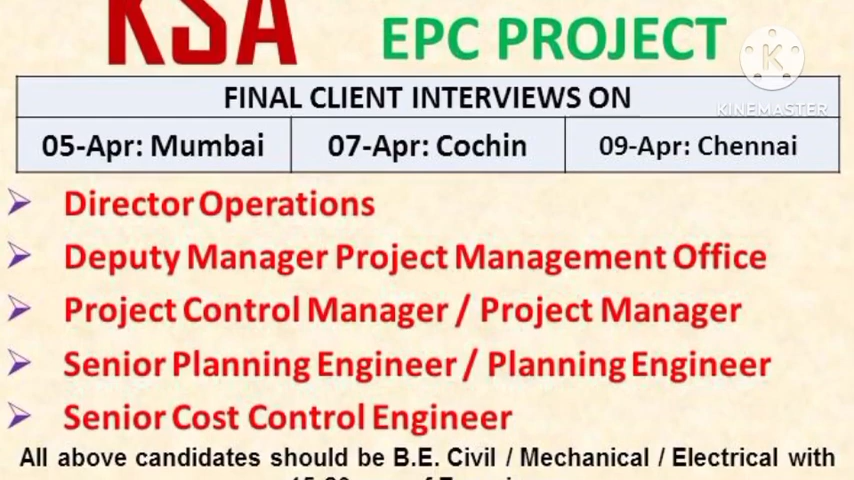 KSA EPC PROJECT
K
KINEMASTER
FINAL CLIENT INTERVIEWS ON
05-Apr: Mumbai 07-Apr: Cochin 09-Apr: Chennai
Director Operations
Deputy Manager Project Management Office
Project Control Manager / Project Manager
Senior Planning Engineer / Planning Engineer
Senior Cost Control Engineer
All above candidates should be B.E. Civil / Mechanical / Electrical with